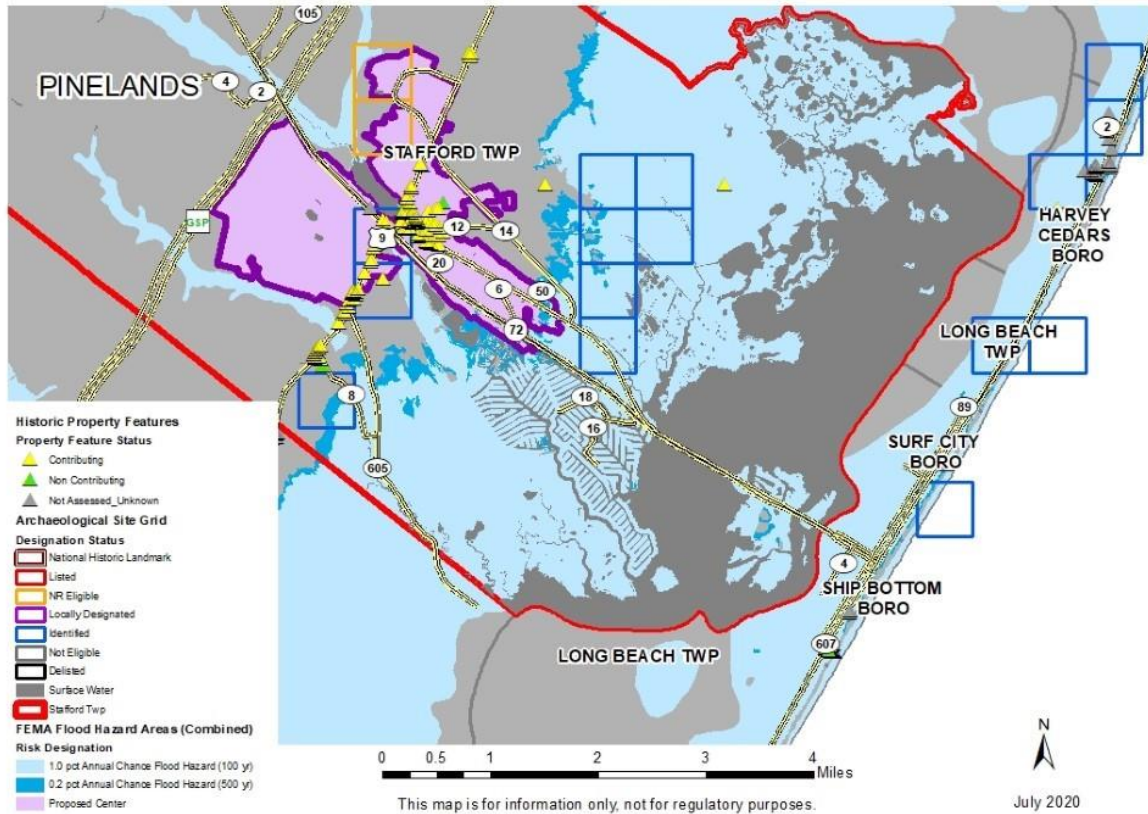 105
PINELANDS
4
2
STAFFORD TWP
2
GSP
9
12
14
20
6
50
72
HARVEY
CEDARS
BORO
LONG BEACH
TWP
8
18
16
89
SURF CITY
BORO
605
4
SHIP BOTTOM
BORO
607
LONG BEACH TWP
Historic Property Features
Property Feature Status
Contributing
Non Contributing
Not Assessed_Unknown
Archaeological Site Grid
Designation Status
National Historic Landmark
Listed
NR Eligible
Locally Designated
Identified
Not Eligible
Delisted
Surface Water
Stafford Twp
FEMA Flood Hazard Areas (Combined)
Risk Designation
1.0 pct Annual Chance Flood Hazard (100 yr)
0.2 pct Annual Chance Flood Hazard (500 yr)
Proposed Center
0 0.5 1 2 3 4
Miles
This map is for information only, not for regulatory purposes.
N
July 2020